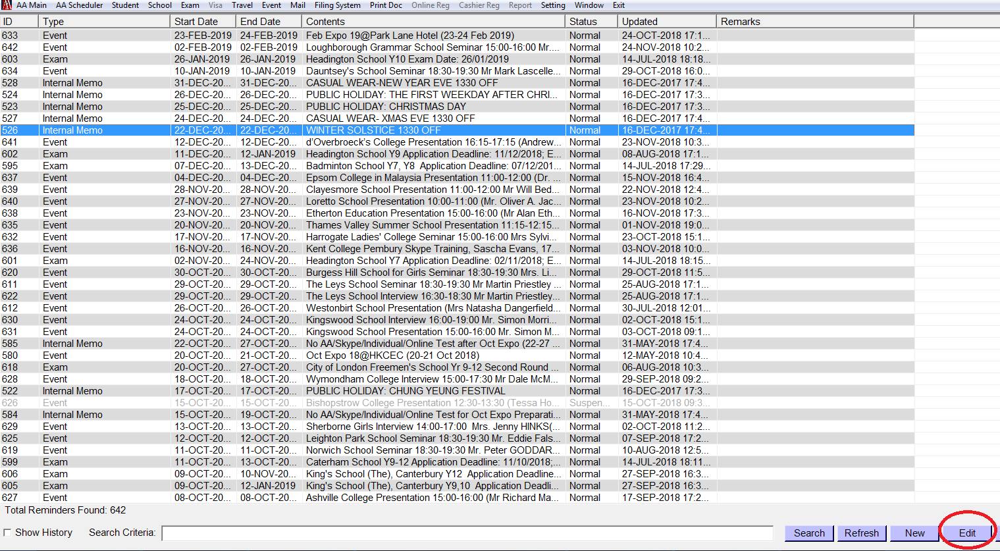 AA Main AA Scheduler Student School Exam Visa Travel Event Mail Filing System Print Doc Online Reg Cashier Reg Report Setting Window Exit
ID Type Start Date End Date Contents Status Updated Remarks
633 Event 23-FEB-2019 24-FEB-2019 Feb Expo 19@Park Lane Hotel (23-24 Feb 2019) Normal 24-OCT-2018 17:1...
642 Event 02-FEB-2019 02-FEB-2019 Loughborough Grammar School Seminar 15:00-16:00 Mr.... Normal 24-NOV-2018 10:2...
603 Exam 26-JAN-2019 26-JAN-2019 Headington School Y10 Exam Date: 26/01/2019 Normal 14-JUL-2018 18:18...
634 Event 10-JAN-2019 10-JAN-2019 Dauntsey's School Seminar 18:30-19:30 Mr Mark Lascelle... Normal 29-OCT-2018 16:0...
528 Internal Memo 31-DEC-20... 31-DEC-20... CASUAL WEAR-NEW YEAR EVE 1330 OFF Normal 16-DEC-2017 17:4...
524 Internal Memo 26-DEC-20... 26-DEC-20... PUBLIC HOLIDAY: THE FIRST WEEKDAY AFTER CHRI... Normal 16-DEC-2017 17:3...
523 Internal Memo 25-DEC-20... 25-DEC-20... PUBLIC HOLIDAY: CHRISTMAS DAY Normal 16-DEC-2017 17:3...
527 Internal Memo 24-DEC-20... 24-DEC-20... CASUAL WEAR- XMAS EVE 1330 OFF Normal 16-DEC-2017 17:4...
526 Internal Memo 22-DEC-20... 22-DEC-20... WINTER SOLSTICE 1330 OFF Normal 16-DEC-2017 17:4...
641 Event 12-DEC-20... 12-DEC-20... d'Overbroeck's College Presentation 16:15-17:15 (Andrew... Normal 23-NOV-2018 10:3...
602 Exam 11-DEC-20... 12-JAN-2019 Headington School Y9 Application Deadline: 11/12/2018; E... Normal 08-AUG-2018 17:1...
595 Exam 07-DEC-20... 13-DEC-20... Badminton School Y7, Y8 Application Deadline: 07/12/201... Normal 14-JUL-2018 17:29...
637 Event 04-DEC-20... 04-DEC-20... Epsom College in Malaysia Presentation 11:00-12:00 (Dr. ... Normal 15-NOV-2018 16:4...
639 Event 28-NOV-20... 28-NOV-20... Clayesmore School Presentation 11:00-12:00 Mr Will Bed... Normal 22-NOV-2018 12:4...
640 Event 27-NOV-20... 27-NOV-20... Loretto School Presentation 10:00-11:00 (Mr. Oliver A. Jac... Normal 23-NOV-2018 10:2...
638 Event 23-NOV-20... 23-NOV-20... Etherton Education Presentation 15:00-16:00 (Mr Alan Eth... Normal 16-NOV-2018 17:3...
635 Event 20-NOV-20... 20-NOV-20... Thames Valley Summer School Presentation 11:15-12:15... Normal 01-NOV-2018 19:0...
632 Event 17-NOV-20... 17-NOV-20... Harrogate Ladies' College Seminar 15:00-16:00 Mrs Sylvi... Normal 23-OCT-2018 15:1...
636 Event 16-NOV-20... 16-NOV-20... Kent College Pembury Skype Training, Sascha Evans, 17... Normal 03-NOV-2018 10:0...
601 Exam 02-NOV-20... 24-NOV-20... Headington School Y7 Application Deadline: 02/11/2018; E... Normal 14-JUL-2018 18:15...
620 Event 30-OCT-20... 30-OCT-20... Burgess Hill School for Girls Seminar 18:30-19:30 Mrs. Li... Normal 29-OCT-2018 11:5...
611 Event 29-OCT-20... 29-OCT-20... The Leys School Seminar 18:30-19:30 Mr Martin Priestley ... Normal 25-AUG-2018 17:1...
622 Event 29-OCT-20... 29-OCT-20... The Leys School Interview 16:30-18:30 Mr Martin Priestley... Normal 25-AUG-2018 17:1...
612 Event 26-OCT-20... 26-OCT-20... Westonbirt School Presentation (Mrs Natasha Dangerfield... Normal 30-JUL-2018 12:01...
630 Event 24-OCT-20... 24-OCT-20... Kingswood School Interview 16:00-19:00 Mr. Simon Morri... Normal 02-OCT-2018 15:1...
631 Event 24-OCT-20... 24-OCT-20... Kingswood School Presentation 15:00-16:00 Mr. Simon M... Normal 03-OCT-2018 09:1...
585 Internal Memo 22-OCT-20... 27-OCT-20... No AA/Skype/Individual/Online Test after Oct Expo (22-27 ... Normal 31-MAY-2018 17:4...
580 Event 20-OCT-20... 21-OCT-20... Oct Expo 18@HKCEC (20-21 Oct 2018) Normal 12-MAY-2018 10:4...
618 Exam 20-OCT-20... 27-OCT-20... City of London Freemen's School Yr 9-12 Second Round ... Normal 06-AUG-2018 10:3...
628 Event 18-OCT-20... 18-OCT-20... Wymondham College Interview 15:00-17:30 Mr Dale McM... Normal 29-SEP-2018 09:2...
522 Internal Memo 17-OCT-20... 17-OCT-20... PUBLIC HOLIDAY: CHUNG YEUNG FESTIVAL Normal 16-DEC-2017 17:3...
626 Event 15-OCT-20... 15-OCT-20... Bishopstrow College Presentation 12:30-13:30 (Tessa Ho... Suspen... 15-OCT-2018 09:3...
584 Internal Memo 15-OCT-20... 19-OCT-20... No AA/Skype/Individual/Online Test for Oct Expo Preparati... Normal 31-MAY-2018 17:4...
629 Event 13-OCT-20... 13-OCT-20... Sherborne Girls Interview 14:00-17:00 Mrs. Jenny HINKS(... Normal 02-OCT-2018 11:2...
625 Event 12-OCT-20... 12-OCT-20... Leighton Park School Seminar 18:30-19:30 Mr. Eddie Fals... Normal 07-SEP-2018 17:2...
619 Event 11-OCT-20... 11-OCT-20... Norwich School Seminar 18:30-19:30 Mr. Peter GODDAR... Normal 10-AUG-2018 12:5...
599 Exam 11-OCT-20... 13-OCT-20... Caterham School Y9-12 Application Deadline: 11/10/2018;... Normal 14-JUL-2018 18:11...
606 Exam 09-OCT-20... 10-NOV-20... King's School (The), Canterbury Y12 Application Deadline... Normal 27-SEP-2018 16:3...
605 Exam 09-OCT-20... 12-JAN-2019 King's School (The), Canterbury Y9,10 Application Deadli... Normal 27-SEP-2018 16:3...
627 Event 08-OCT-20... 08-OCT-20... Ashville College Presentation 15:00-16:00 (Mr Richard Ma... Normal 17-SEP-2018 17:2...
Total Reminders Found: 642
Show History Search Criteria: Search Refresh New Edit